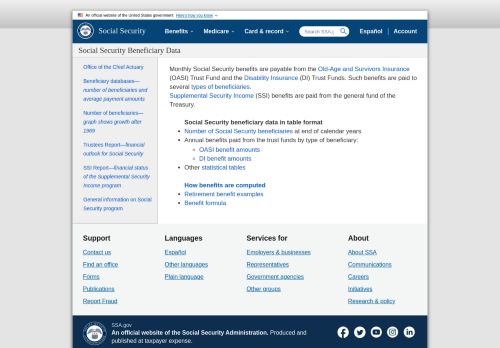 An official website of the United States government Here's how you know
Social Security
Benefits
Medicare
Card & record
Search SSA.g
Español
Account
Social Security Beneficiary Data
Office of the Chief Actuary
Beneficiary databases—
number of beneficiaries and
average payment amounts
Number of beneficiaries—
graph shows growth after
1969
Trustees Report—financial
outlook for Social Security
SSI Report—financial status
of the Supplemental Security
Income program.
General information on Social
Security program.
Monthly Social Security benefits are payable from the Old-Age and Survivors Insurance
(OASI) Trust Fund and the Disability Insurance (DI) Trust Funds. Such benefits are paid to
several types of beneficiaries.
Supplemental Security Income (SSI) benefits are paid from the general fund of the
Treasury.
Social Security beneficiary data in table format
• Number of Social Security beneficiaries at end of calendar years
• Annual benefits paid from the trust funds by type of beneficiary:
○ OASI benefit amounts
○ DI benefit amounts
• Other statistical tables
How benefits are computed
• Retirement benefit examples
• Benefit formula
Support
Contact us
Find an office
Forms
Publications
Report Fraud
Languages
Español
Other languages
Plain language
Services for
Employers & businesses
Representatives
Government agencies
Other groups
About
About SSA
Communications
Careers
Initiatives
Research & policy
SSA.gov
An official website of the Social Security Administration. Produced and
published at taxpayer expense.